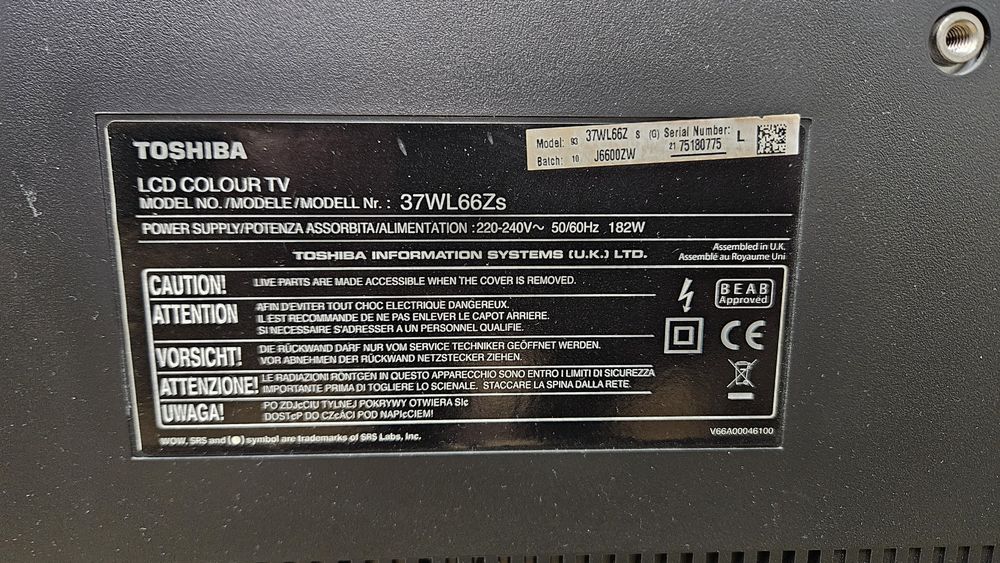 TOSHIBA
Model: 93 37WL66Z S (G) Serial Number: L
Batch: 10 J6600ZW 21 75180775
LCD COLOUR TV
MODEL NO./MODELE/MODELL Nr. : 37WL66Zs
POWER SUPPLY/POTENZA ASSORBITA/ALIMENTATION : 220-240V~ 50/60Hz 182W
TOSHIBA INFORMATION SYSTEMS (U.K.) LTD.
Assembled in U.K.
Assemblé au Royaume Uni
CAUTION! LIVE PARTS ARE MADE ACCESSIBLE WHEN THE COVER IS REMOVED.
ATTENTION AFIN D'EVITER TOUT CHOC ELECTRIQUE DANGEREUX.
IL EST RECOMMANDE DE NE PAS ENLEVER LE CAPOT ARRIERE.
SI NECESSAIRE S'ADRESSER A UN PERSONNEL QUALIFIE.
VORSICHT! DIE RÜCKWAND DARF NUR VOM SERVICE TECHNIKER GEÖFFNET WERDEN.
VOR ABNEHMEN DER RÜCKWAND NETZSTECKER ZIEHEN.
ATTENZIONE! LE RADIAZIONI RÖNTGEN IN QUESTO APPARECCHIO SONO ENTRO I LIMITI DI SICUREZZA
IMPORTANTE PRIMA DI TOGLIERE LO SCIENALE. STACCARE LA SPINA DALLA RETE.
UWAGA! PO ZDJęCIU TYLNEJ POKRYWY OTWIERA SIę
DOSTęP DO CZęÁCI POD NAPIęCIEM!
BEAB
Approved
CE
WOW, SRS and (●) symbol are trademarks of SRS Labs, Inc.
V66A00046100